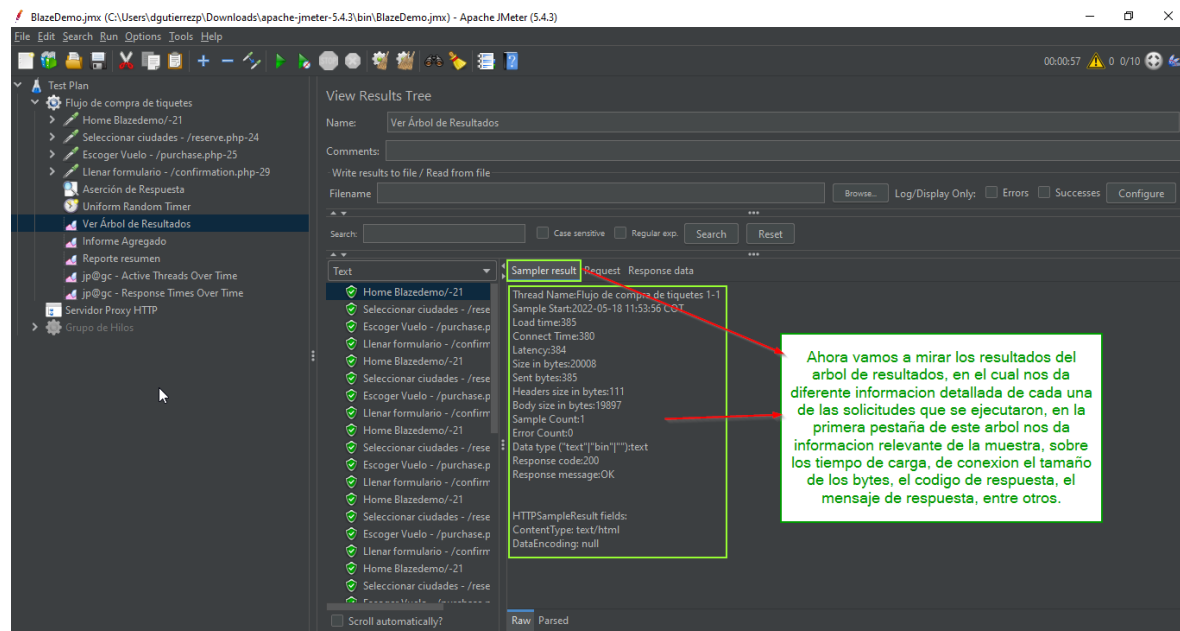 BlazeDemo.jmx (C:\Users\dgutierrezp\Downloads\apache-jmeter-5.4.3\bin\BlazeDemo.jmx) - Apache JMeter (5.4.3)
File Edit Search Run Options Tools Help
00:00:57 0 0/10
Test Plan
Flujo de compra de tiquetes
Home Blazedemo/-21
Seleccionar ciudades - /reserve.php-24
Escoger Vuelo - /purchase.php-25
Llenar formulario - /confirmation.php-29
Aserción de Respuesta
Uniform Random Timer
Ver Árbol de Resultados
Informe Agregado
Reporte resumen
jp@gc - Active Threads Over Time
jp@gc - Response Times Over Time
Servidor Proxy HTTP
Grupo de Hilos
View Results Tree
Name: Ver Árbol de Resultados
Comments:
Write results to file / Read from file
Filename Browse... Log/Display Only: Errors Successes Configure
Search: Case sensitive Regular exp. Search Reset
Text
Home Blazedemo/-21
Seleccionar ciudades - /rese
Escoger Vuelo - /purchase.p
Llenar formulario - /confirm
Home Blazedemo/-21
Seleccionar ciudades - /rese
Escoger Vuelo - /purchase.p
Llenar formulario - /confirm
Home Blazedemo/-21
Seleccionar ciudades - /rese
Escoger Vuelo - /purchase.p
Llenar formulario - /confirm
Home Blazedemo/-21
Seleccionar ciudades - /rese
Escoger Vuelo - /purchase.p
Llenar formulario - /confirm
Home Blazedemo/-21
Seleccionar ciudades - /rese
Scroll automatically?
Sampler result Request Response data
Thread Name:Flujo de compra de tiquetes 1-1
Sample Start:2022-05-18 11:53:56 COT
Load time:385
Connect Time:380
Latency:384
Size in bytes:20008
Sent bytes:385
Headers size in bytes:111
Body size in bytes:19897
Sample Count:1
Error Count:0
Data type ("text"|"bin"|""):text
Response code:200
Response message:OK
HTTPSampleResult fields:
ContentType: text/html
DataEncoding: null
Raw Parsed
Ahora vamos a mirar los resultados del
arbol de resultados, en el cual nos da
diferente informacion detallada de cada una
de las solicitudes que se ejecutaron, en la
primera pestaña de este arbol nos da
informacion relevante de la muestra, sobre
los tiempo de carga, de conexion el tamaño
de los bytes, el codigo de respuesta, el
mensaje de respuesta, entre otros.